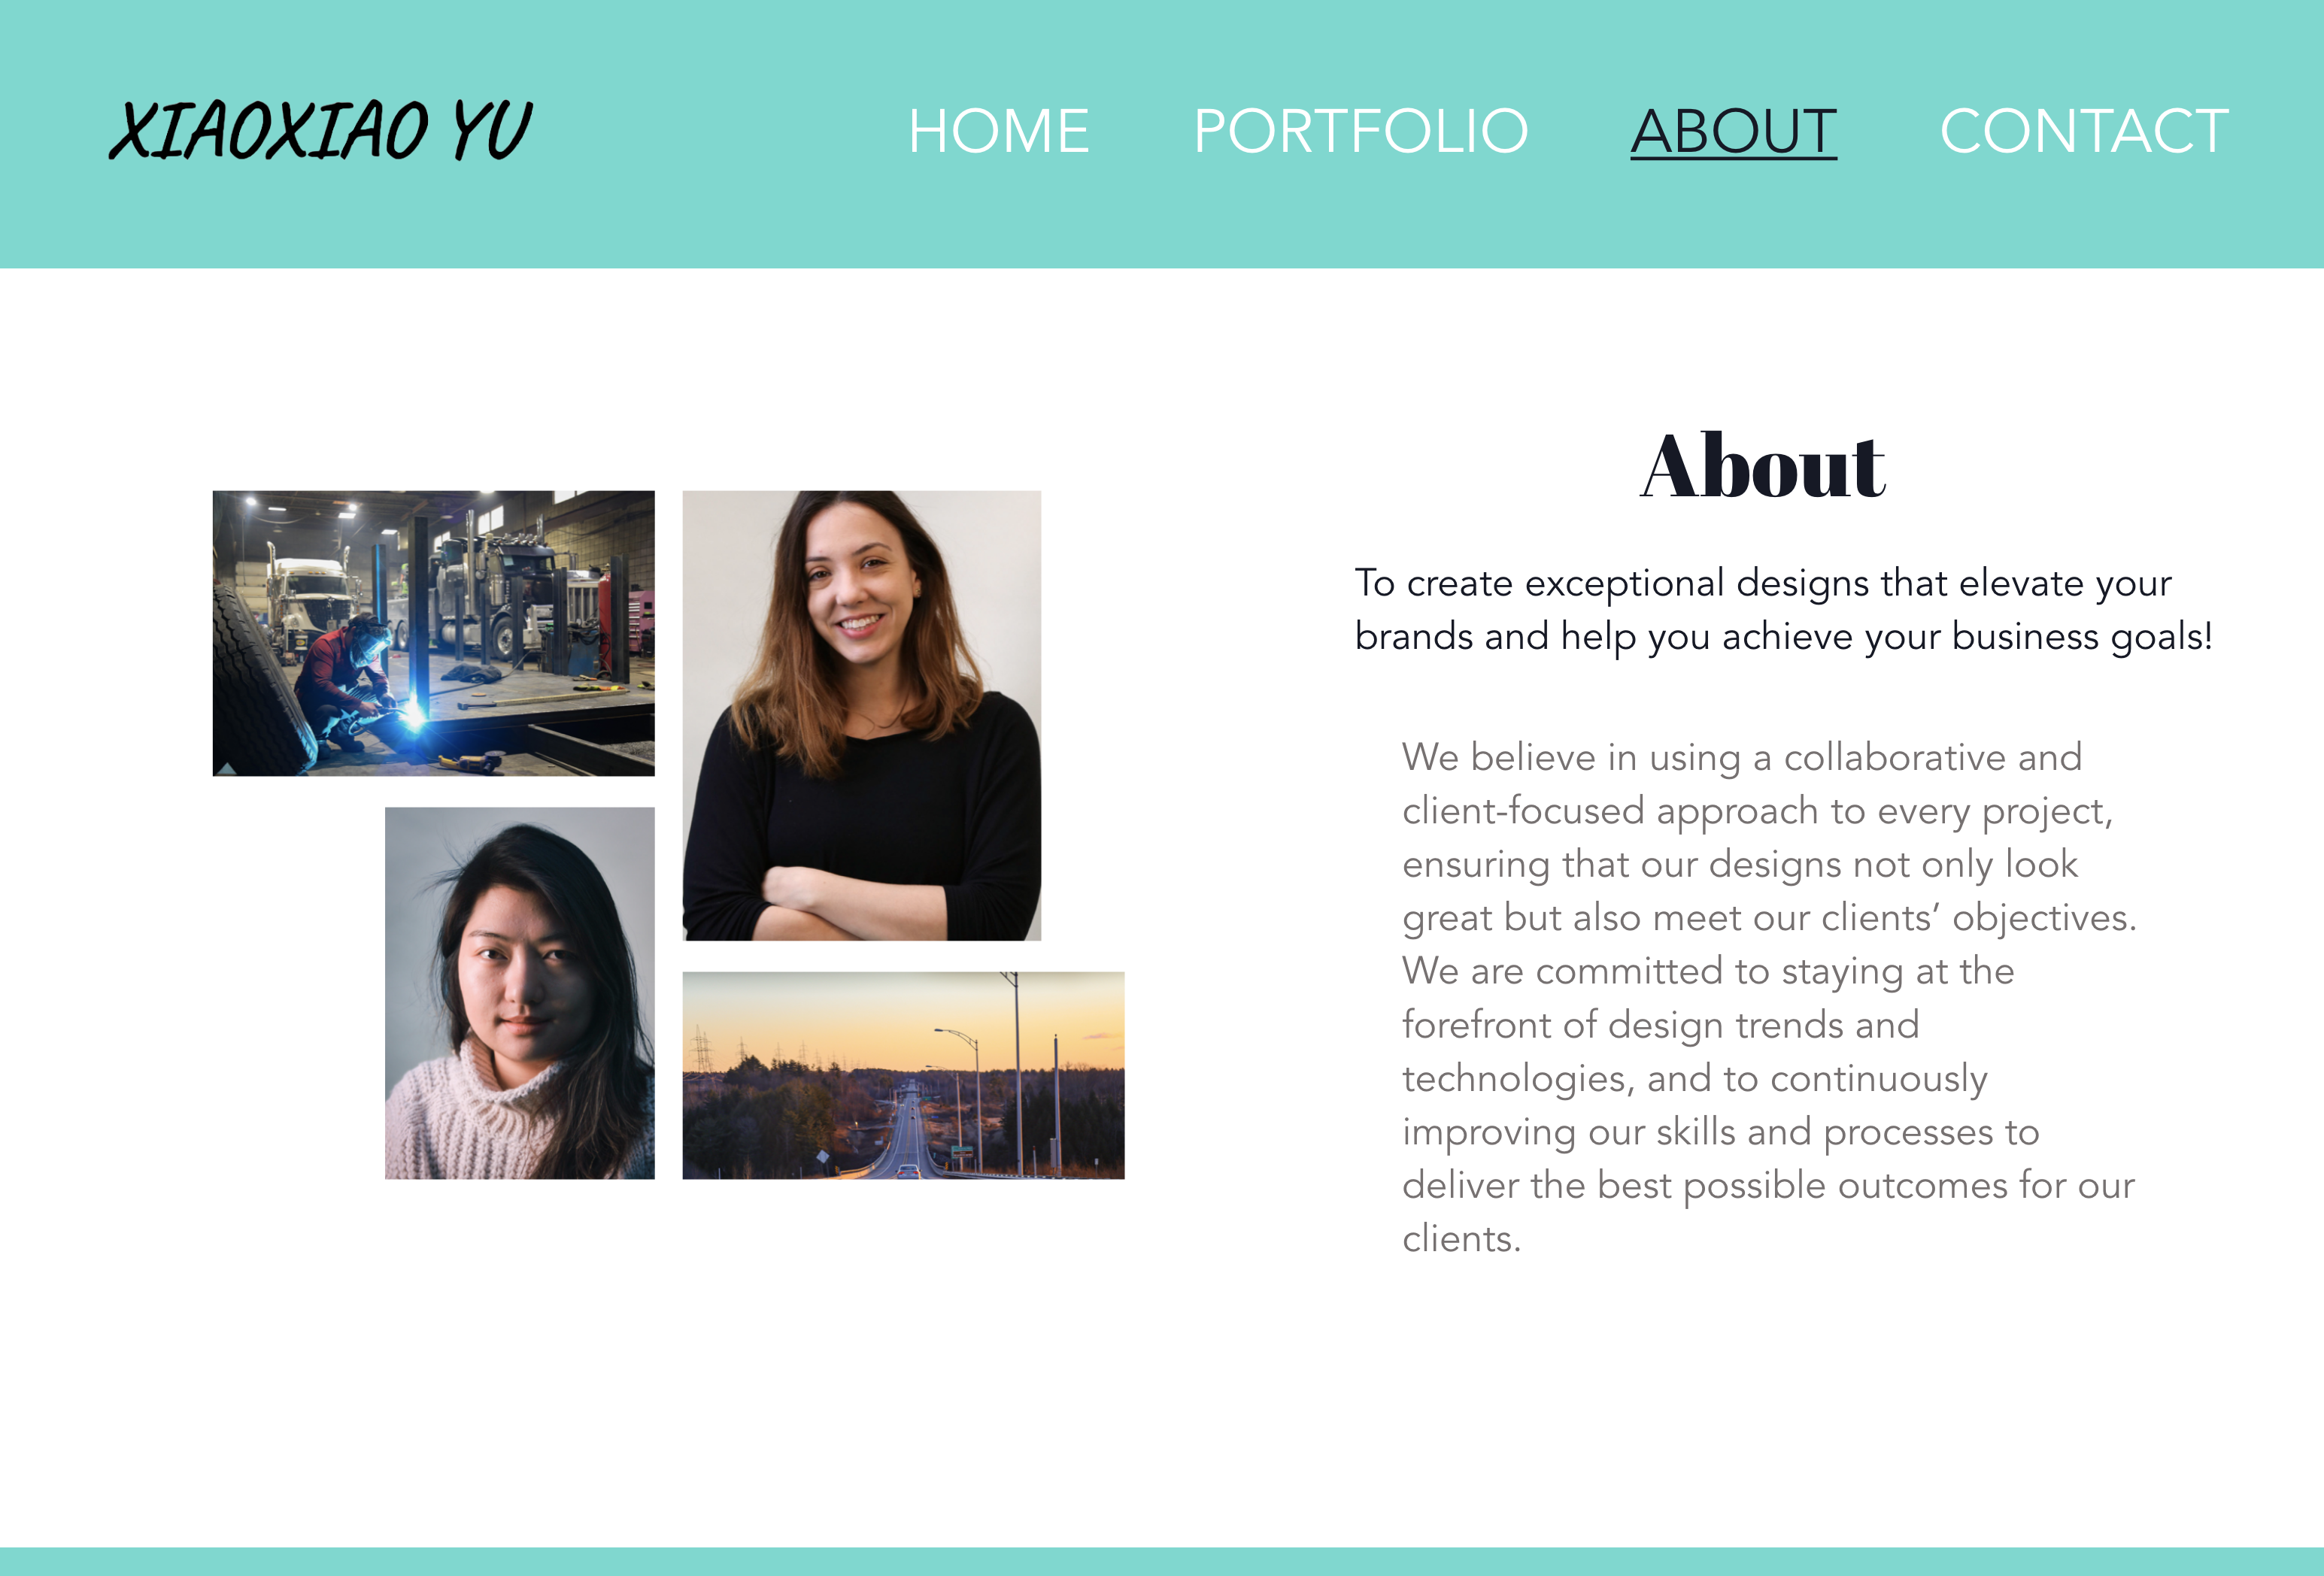 XIAOXIAO YU
HOME PORTFOLIO ABOUT CONTACT
About
To create exceptional designs that elevate your
brands and help you achieve your business goals!
We believe in using a collaborative and
client-focused approach to every project,
ensuring that our designs not only look
great but also meet our clients’ objectives.
We are committed to staying at the
forefront of design trends and
technologies, and to continuously
improving our skills and processes to
deliver the best possible outcomes for our
clients.